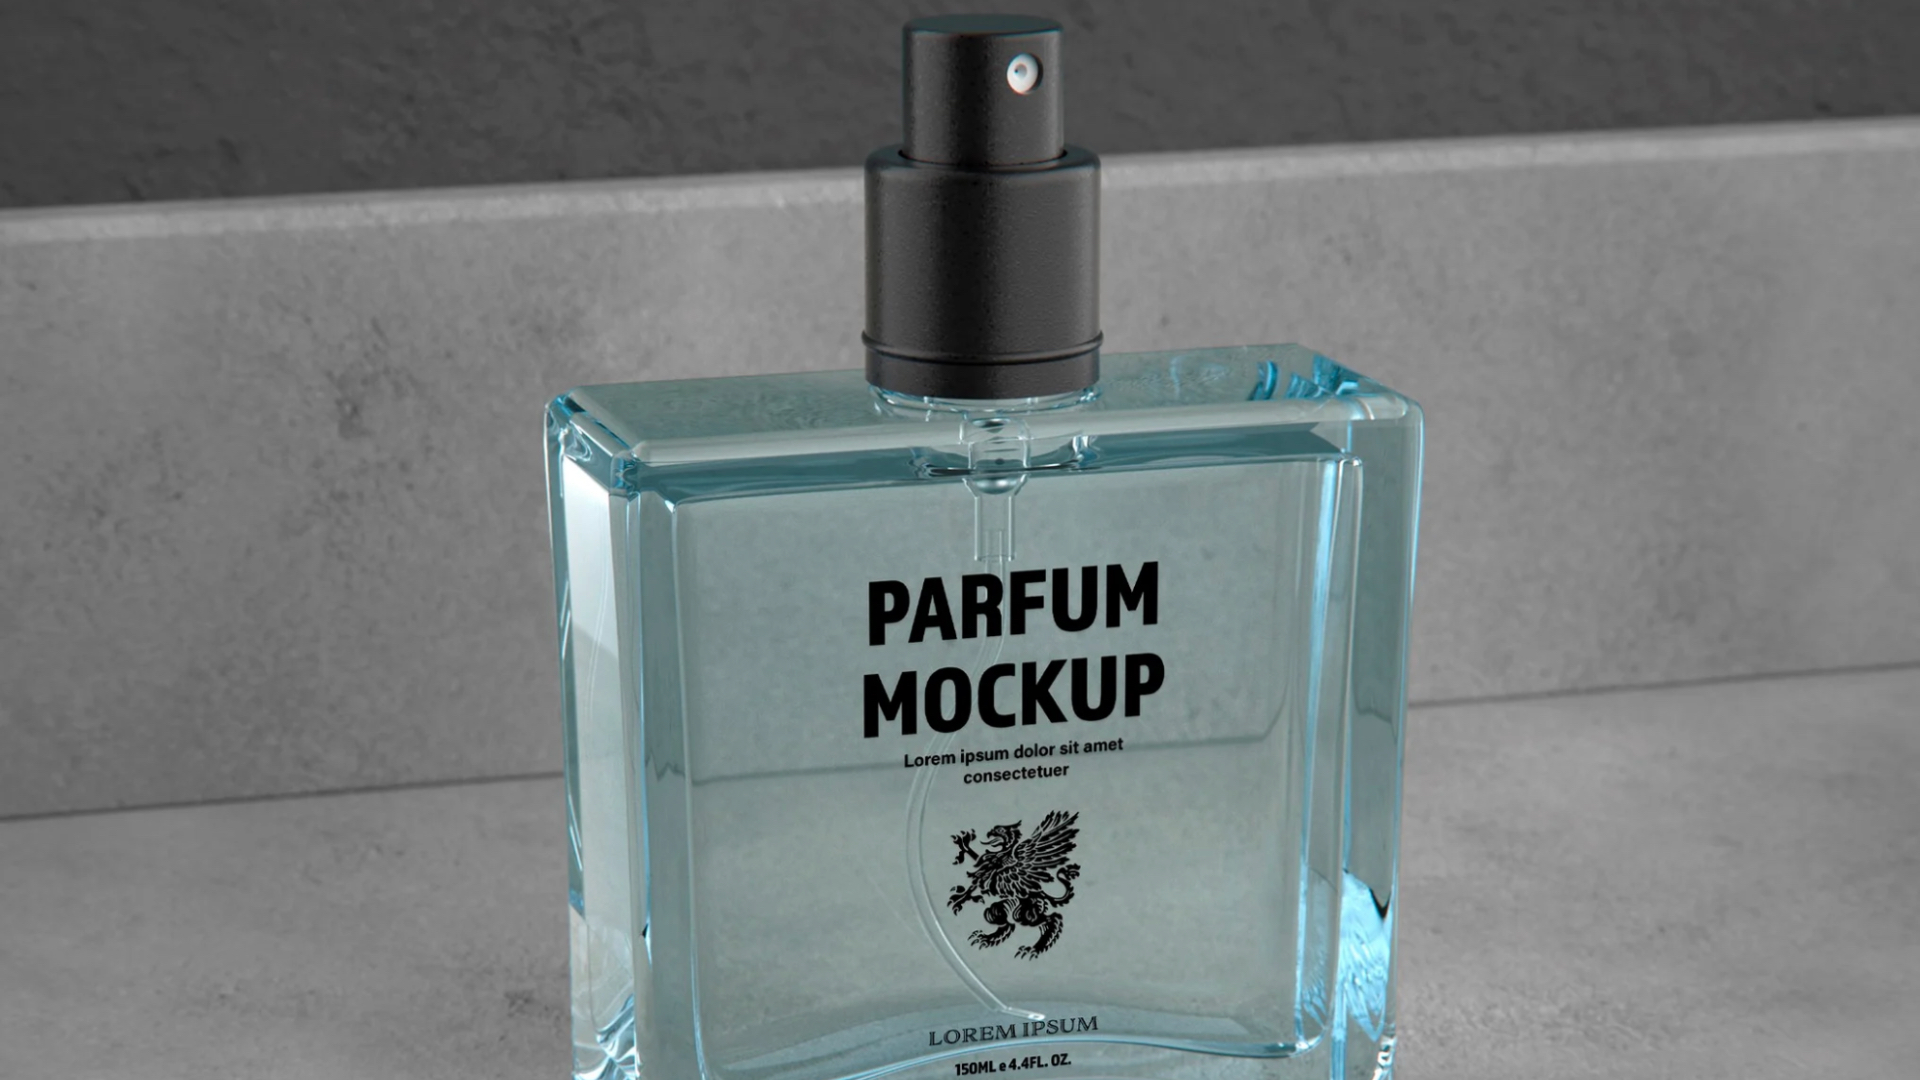 PARFUM
MOCKUP
Lorem ipsum dolor sit amet
consectetuer
LOREM IPSUM
150ML e 4.4FL. OZ.